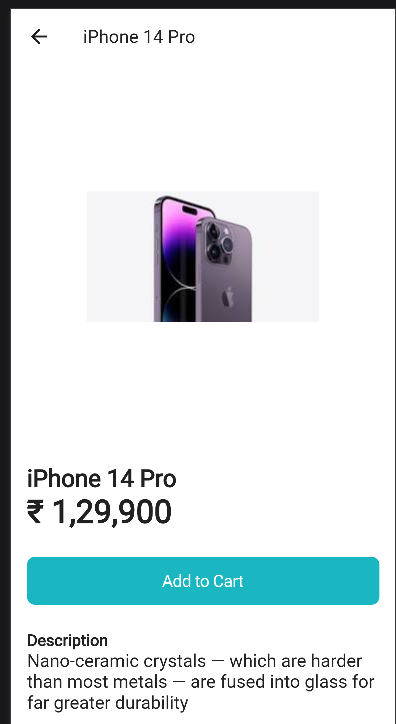 iPhone 14 Pro
iPhone 14 Pro
₹ 1,29,900
Add to Cart
Description
Nano-ceramic crystals — which are harder
than most metals — are fused into glass for
far greater durability